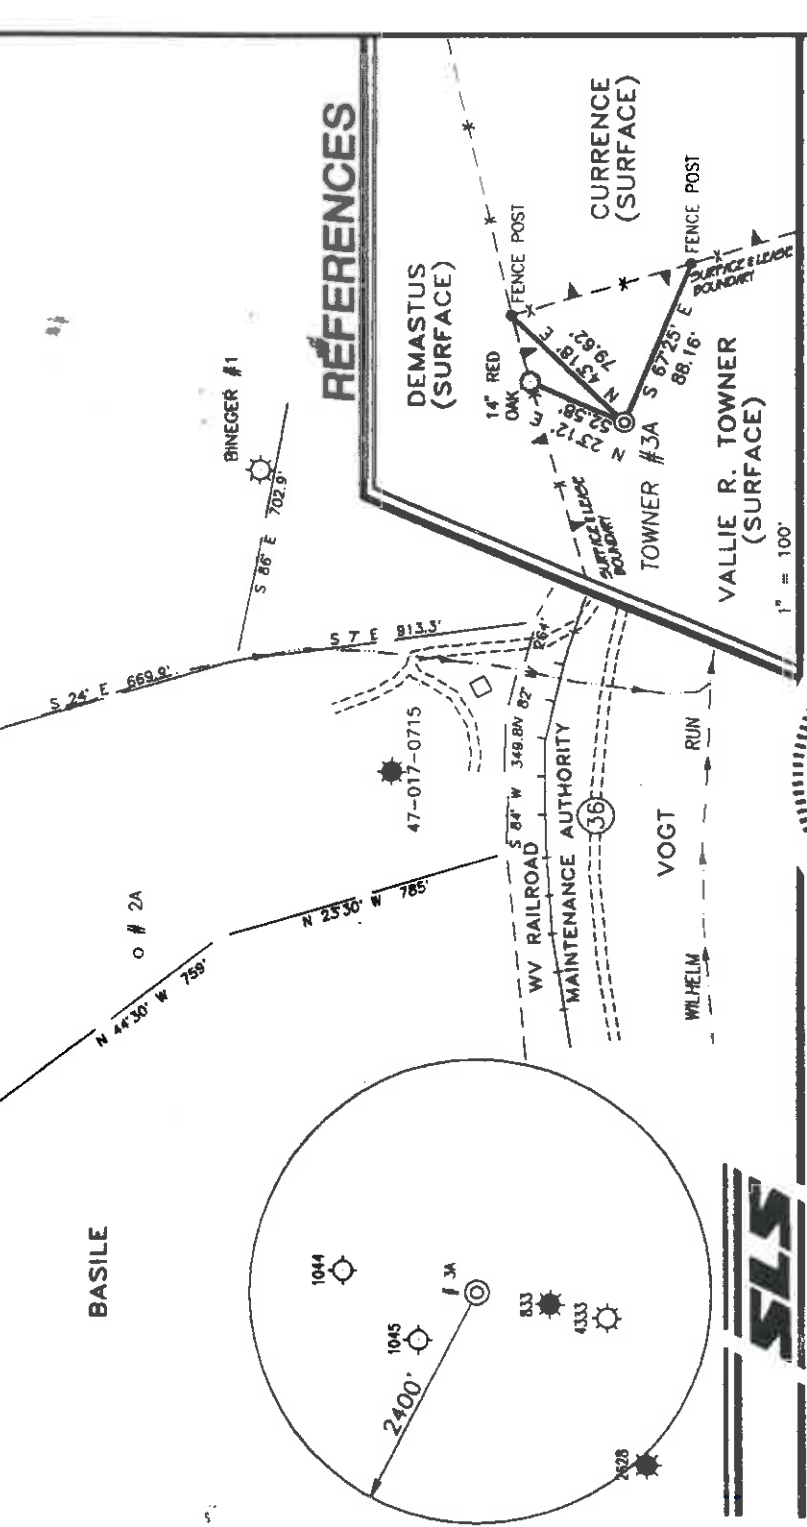 BASILE
# 2A
BINEGER #1
N 44°30' W 759'
N 23°30' W 785'
S 24° E 669.9'
S 86° E 702.9'
S 7 E 913.3'
47-017-0715
S 84° W 349.8
N 82° W 264'
WV RAILROAD
MAINTENANCE AUTHORITY
36
VOGT
WILHELM RUN
REFERENCES
DEMASTUS
(SURFACE)
CURRENCE
(SURFACE)
14" RED
OAK
FENCE POST
FENCE POST
N 23°12' E
52.58'
N 43°18' E
79.62'
S 67°25' E
88.16'
SURFACE & LEASE
BOUNDARY
SURFACE & LEASE
BOUNDARY
TOWNER #3A
VALLIE R. TOWNER
(SURFACE)
1" = 100'
1044
1045
# 3A
833
4333
2628
2400'
SLS